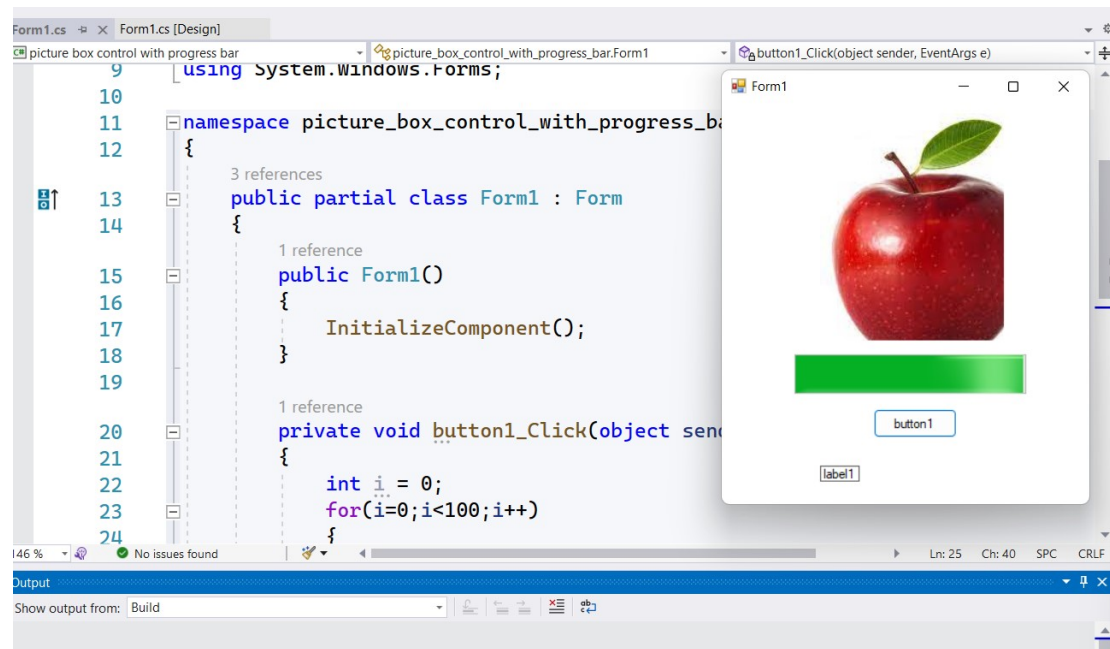 Form1.cs Form1.cs [Design]
picture box control with progress bar picture_box_control_with_progress_bar.Form1 button1_Click(object sender, EventArgs e)
9 using System.Windows.Forms;
10
11 namespace picture_box_control_with_progress_ba
12 {
3 references
13 public partial class Form1 : Form
14 {
1 reference
15 public Form1()
16 {
17 InitializeComponent();
18 }
19
1 reference
20 private void button1_Click(object send
21 {
22 int i = 0;
23 for(i=0;i<100;i++)
24 {
Form1
button1
label1
146 % No issues found Ln: 25 Ch: 40 SPC CRLF
Output
Show output from: Build